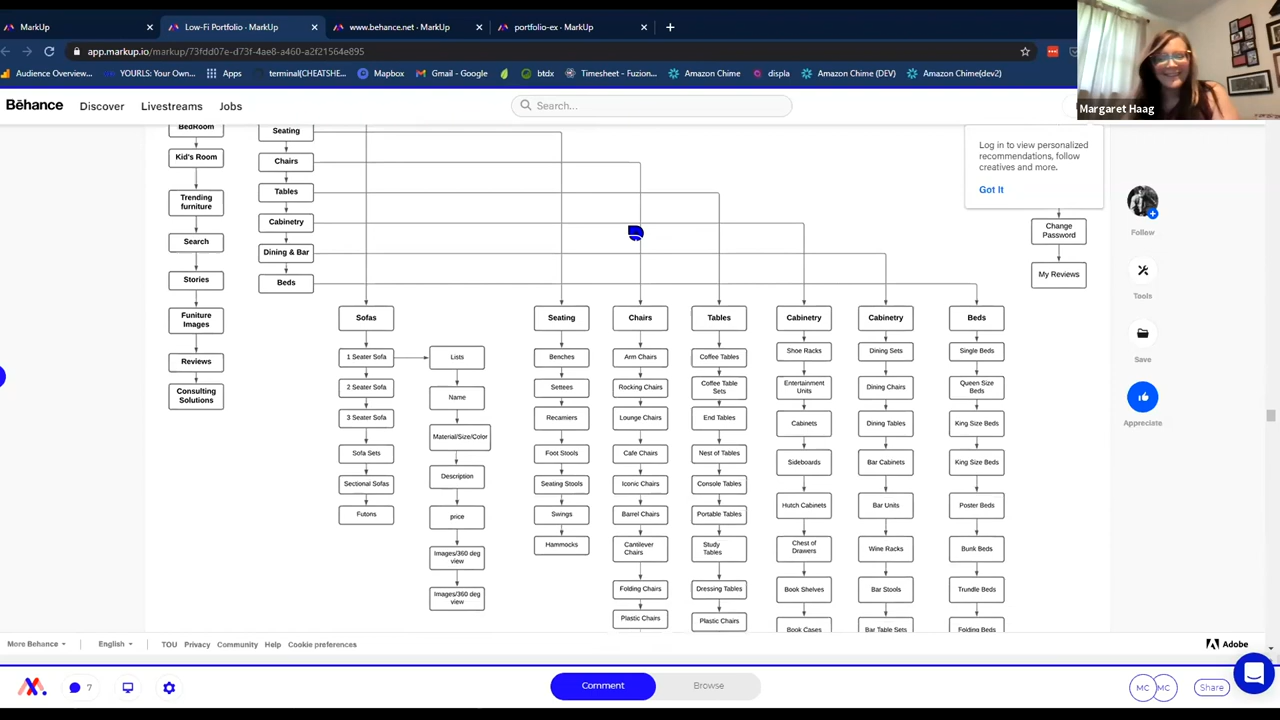 MarkUp
Low-Fi Portfolio · MarkUp
www.behance.net · MarkUp
portfolio-ex · MarkUp
app.markup.io/markup/73fdd07e-d73f-4ae8-a460-a2f21564e895
Audience Overview...
YOURLS: Your Own...
Apps
terminal(CHEATSHE...
Mapbox
Gmail - Google
btdx
Timesheet - Fuzion...
Amazon Chime
displa
Amazon Chime (DEV)
Amazon Chime(dev2)
Margaret Haag
Bēhance
Discover
Livestreams
Jobs
Search...
Log in to view personalized
recommendations, follow
creatives and more.
Got It
BedRoom
Kid's Room
Trending
furniture
Search
Stories
Funiture
Images
Reviews
Consulting
Solutions
Seating
Chairs
Tables
Cabinetry
Dining & Bar
Beds
Change
Password
My Reviews
Sofas
1 Seater Sofa
2 Seater Sofa
3 Seater Sofa
Sofa Sets
Sectional Sofas
Futons
Lists
Name
Material/Size/Color
Description
price
Images/360 deg
view
Images/360 deg
view
Seating
Benches
Settees
Recamiers
Foot Stools
Seating Stools
Swings
Hammocks
Chairs
Arm Chairs
Rocking Chairs
Lounge Chairs
Cafe Chairs
Iconic Chairs
Barrel Chairs
Cantilever
Chairs
Folding Chairs
Plastic Chairs
Tables
Coffee Tables
Coffee Table
Sets
End Tables
Nest of Tables
Console Tables
Portable Tables
Study
Tables
Dressing Tables
Plastic Chairs
Cabinetry
Shoe Racks
Entertainment
Units
Cabinets
Sideboards
Hutch Cabinets
Chest of
Drawers
Book Shelves
Book Cases
Cabinetry
Dining Sets
Dining Chairs
Dining Tables
Bar Cabinets
Bar Units
Wine Racks
Bar Stools
Bar Table Sets
Beds
Single Beds
Queen Size
Beds
King Size Beds
King Size Beds
Poster Beds
Bunk Beds
Trundle Beds
Folding Beds
Follow
Tools
Save
Appreciate
More Behance
English
TOU
Privacy
Community
Help
Cookie preferences
Adobe
7
Comment
Browse
MC
MC
Share